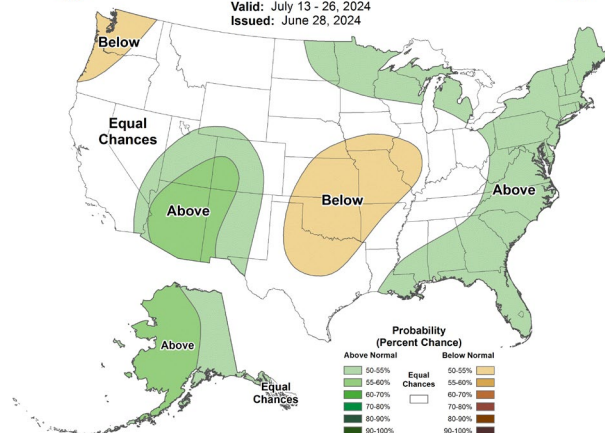 Valid: July 13 - 26, 2024
Issued: June 28, 2024
Below
Equal
Chances
Above
Below
Above
Above
Equal
Chances
Probability
(Percent Chance)
Above Normal
Below Normal
50-55%
55-60%
60-70%
70-80%
80-90%
90-100%
Equal
Chances
50-55%
55-60%
60-70%
70-80%
80-90%
90-100%